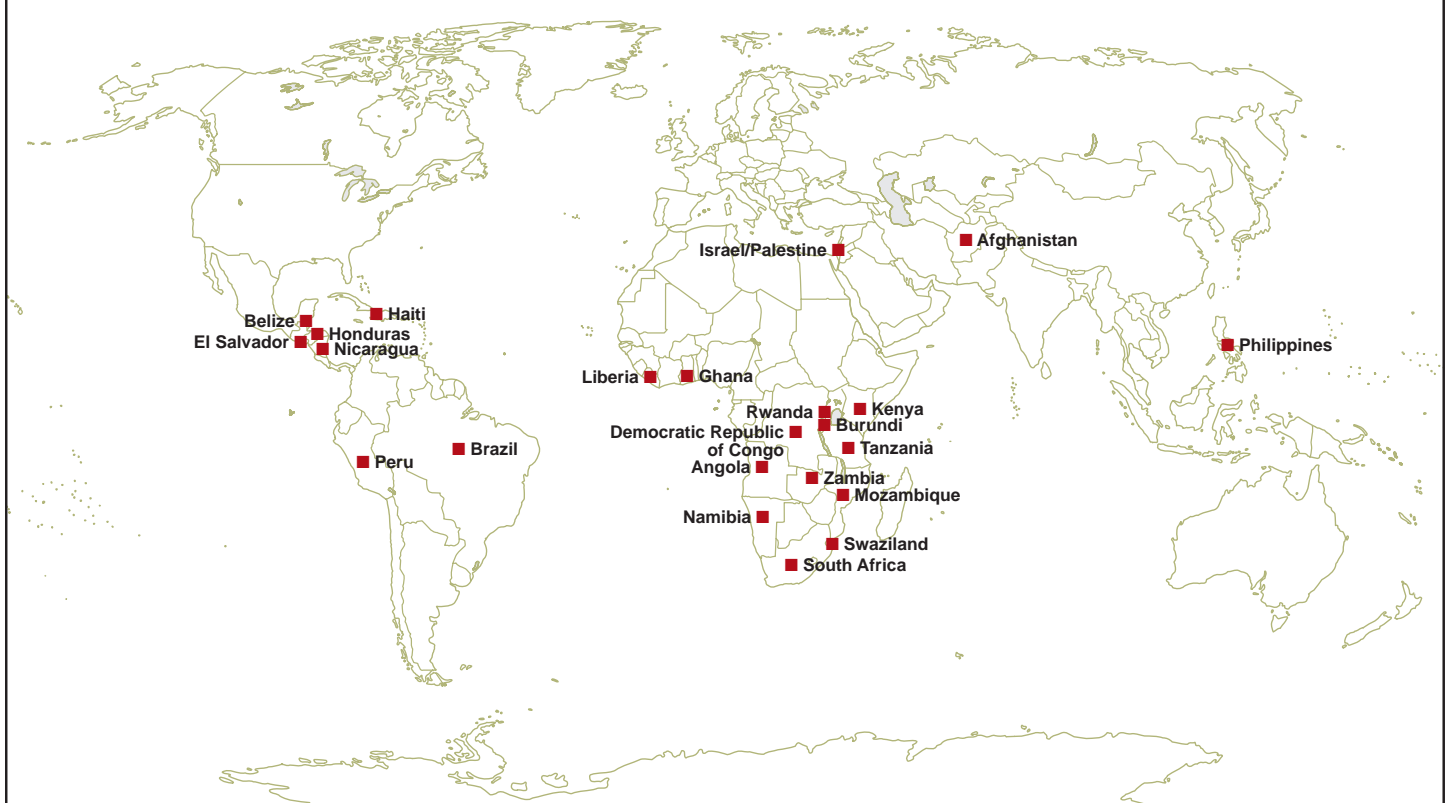 Afghanistan
Israel/Palestine
Haiti
Belize
Honduras
El Salvador
Nicaragua
Philippines
Liberia
Ghana
Rwanda
Kenya
Burundi
Democratic Republic
of Congo
Tanzania
Brazil
Peru
Angola
Zambia
Mozambique
Namibia
Swaziland
South Africa